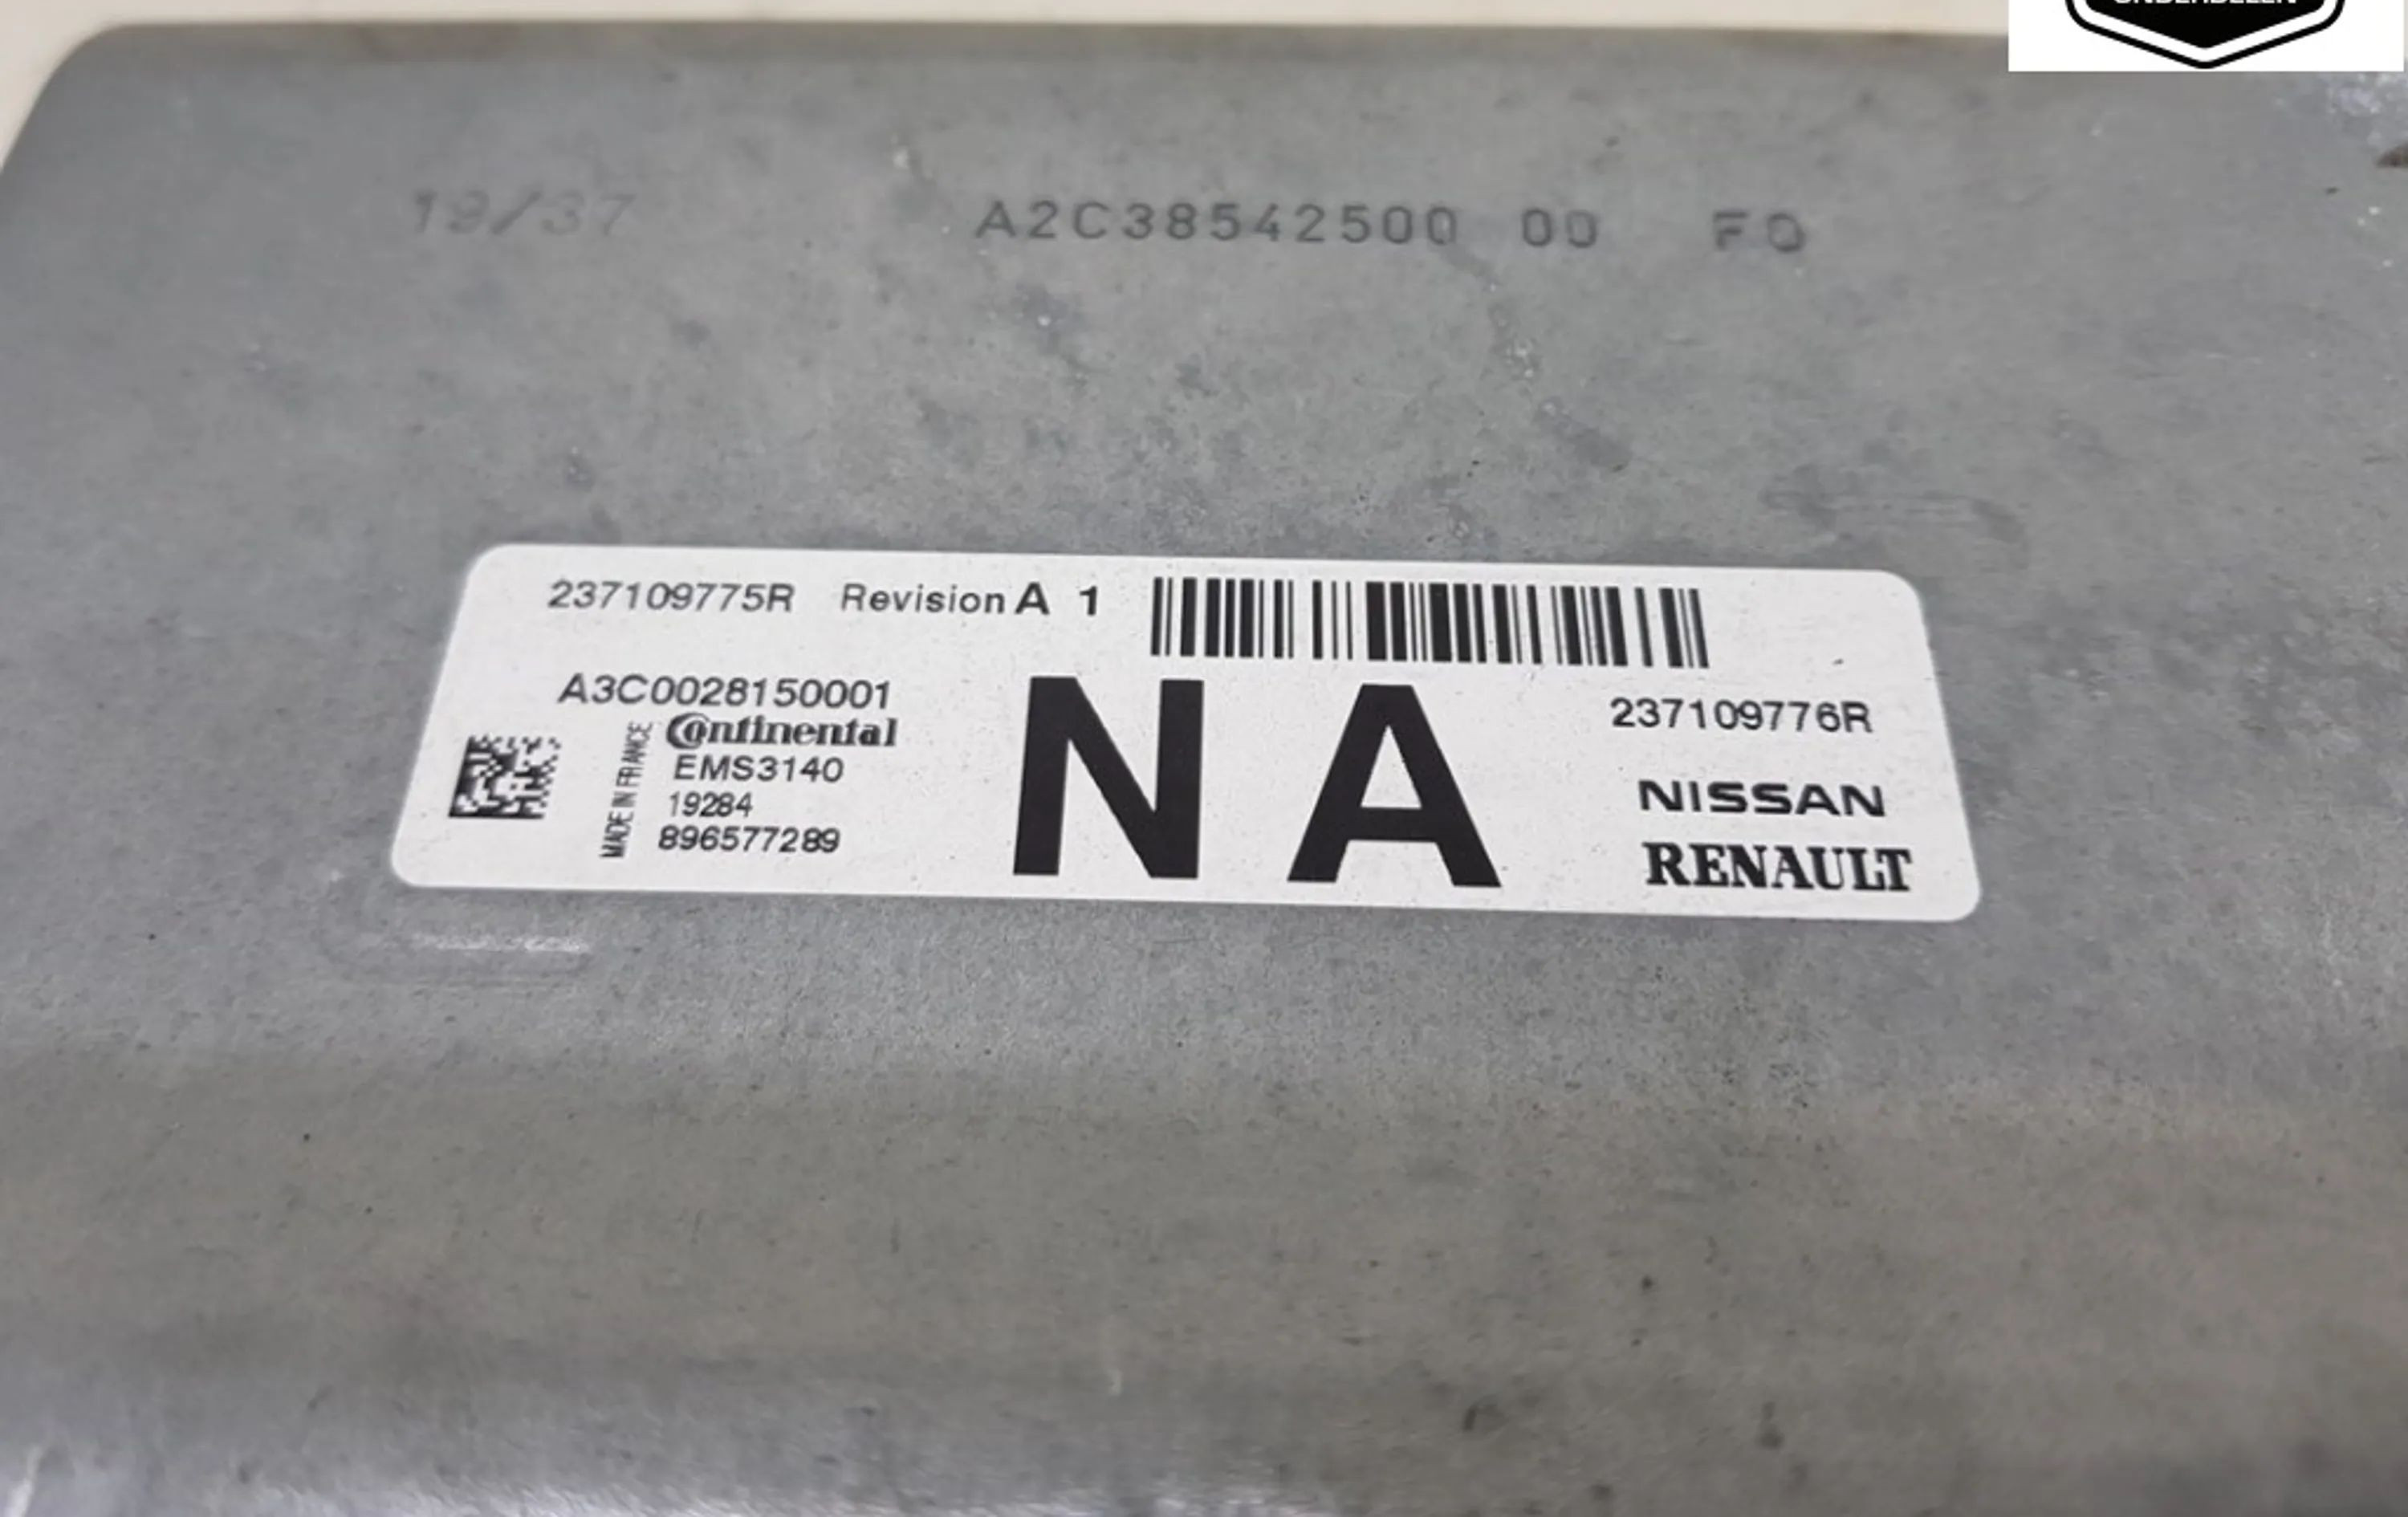 ONDERDELEN
19/37 A2C38542500 00 F0
237109775R Revision A 1
A3C0028150001
Continental
MADE IN FRANCE
EMS3140
19284
896577289
N A
237109776R
NISSAN
RENAULT